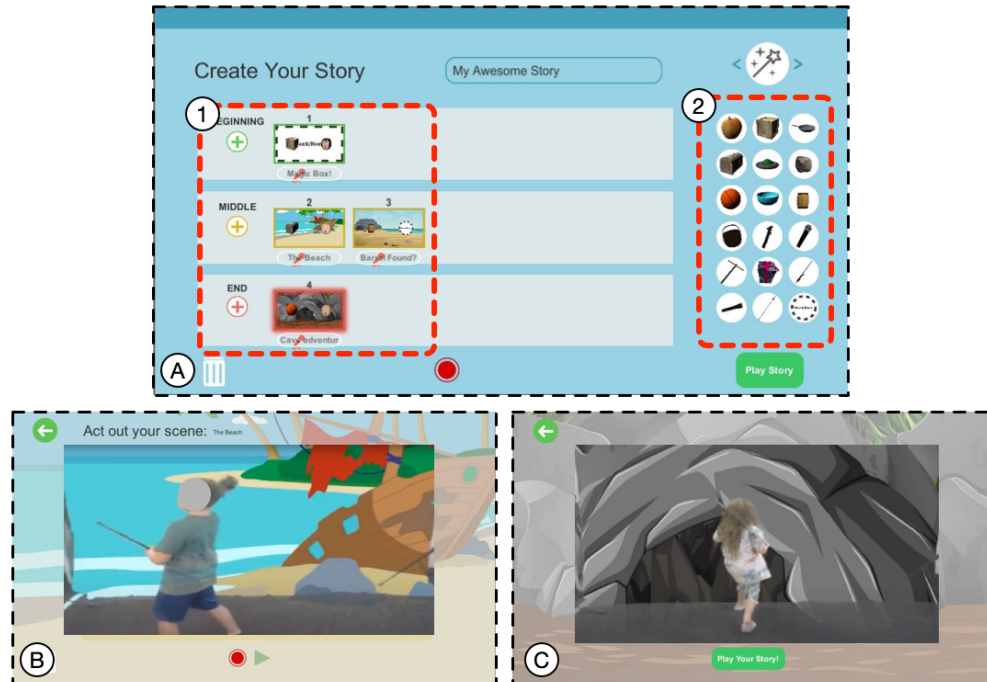 Create Your Story
My Awesome Story
1
2
EGINNING
1
Magic Box!
MIDDLE
2
3
The Beach
Barrel Found?
END
4
Cave adventur
A
Play Story
Act out your scene: The Beach
B
C
Play Your Story!